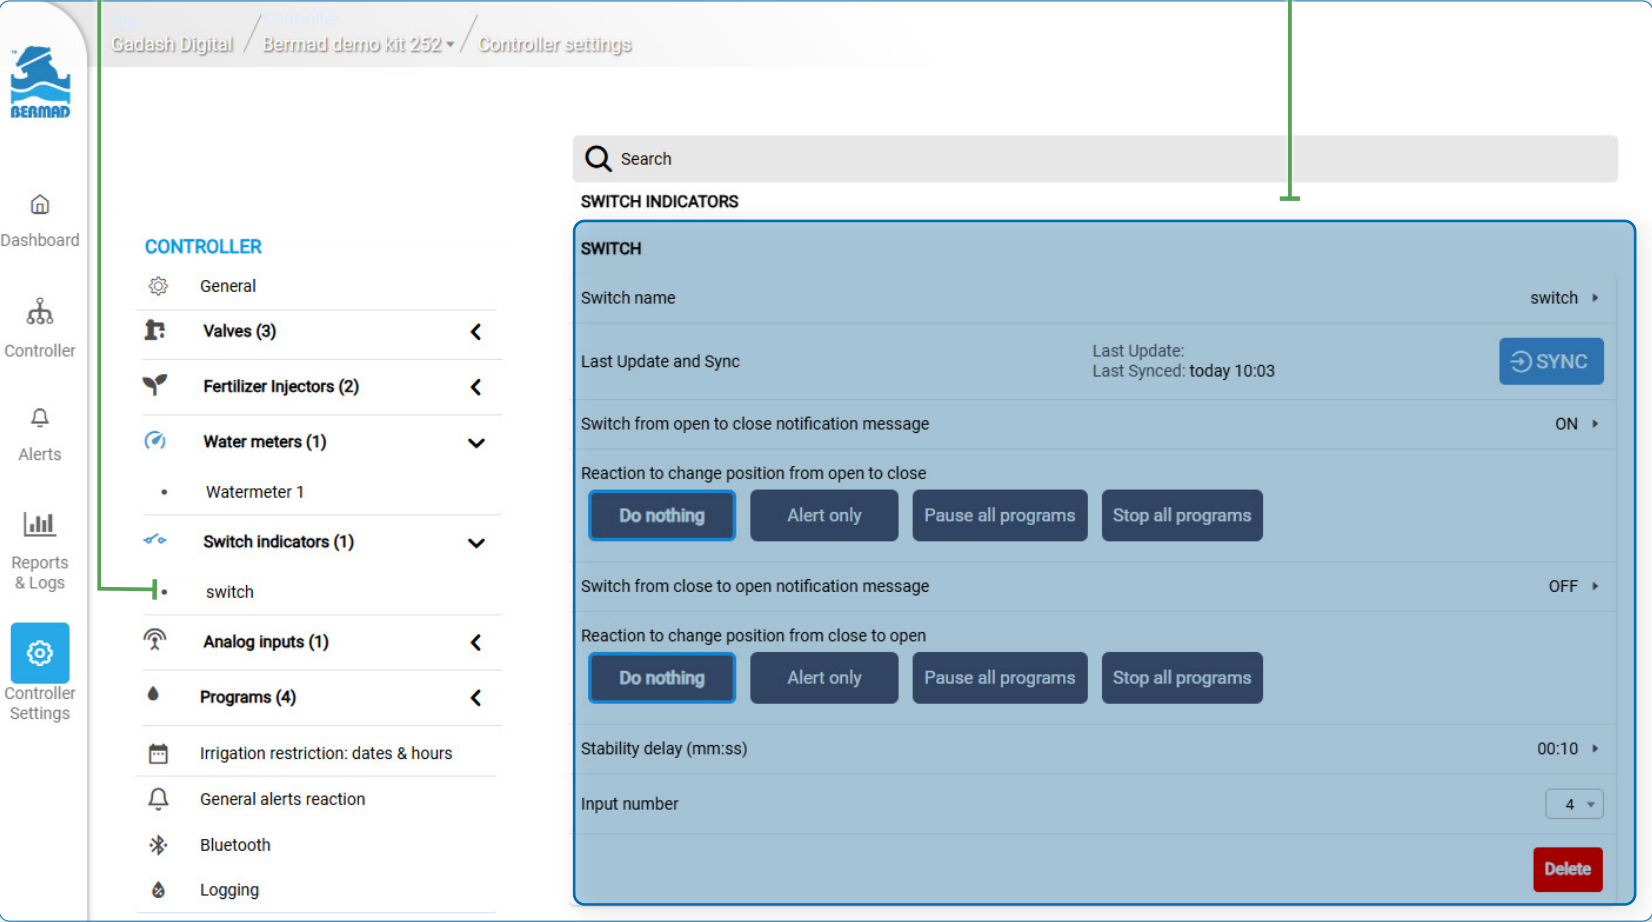 Controller
Gadash Digital / Bermad demo kit 252 / Controller settings
BERMAD
Dashboard
Controller
Alerts
Reports
& Logs
Controller
Settings
CONTROLLER
General
Valves (3)
Fertilizer Injectors (2)
Water meters (1)
• Watermeter 1
Switch indicators (1)
• switch
Analog inputs (1)
Programs (4)
Irrigation restriction: dates & hours
General alerts reaction
Bluetooth
Logging
Search
SWITCH INDICATORS
SWITCH
Switch name switch
Last Update and Sync Last Update:
Last Synced: today 10:03 SYNC
Switch from open to close notification message ON
Reaction to change position from open to close
Do nothing Alert only Pause all programs Stop all programs
Switch from close to open notification message OFF
Reaction to change position from close to open
Do nothing Alert only Pause all programs Stop all programs
Stability delay (mm:ss) 00:10
Input number 4
Delete